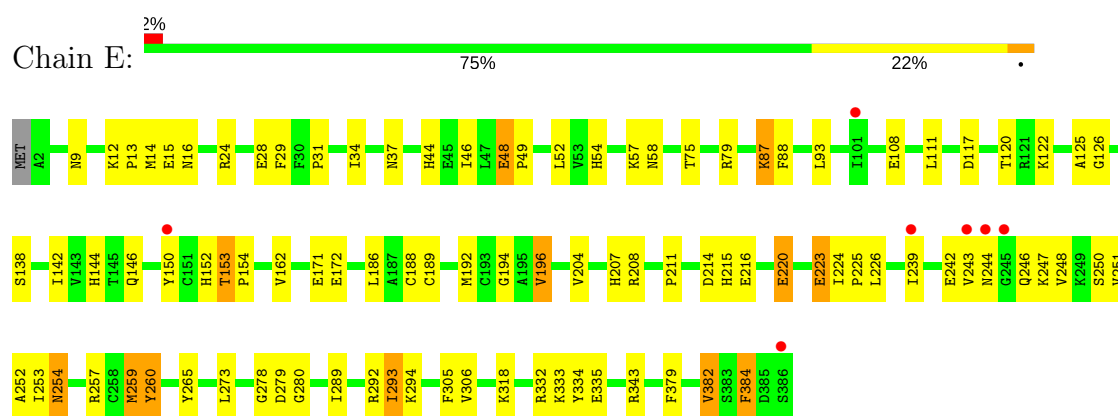 2%
Chain E:
75% 22% •
MET A2 N9 K12 P13 M14 E15 N16 R24 E28 F29 F30 P31 I34 N37 H44 E45 I46 L47 E48 P49 L52 V53 H54 K57 N58 T75 R79 K87 F88 L93 I101 E108 L111 D117 T120 R121 K122 A125 G126
S138 I142 V143 H144 T145 Q146 Y150 C151 H152 T153 P154 V162 E171 E172 L186 A187 C188 C189 M192 C193 G194 A195 V196 V204 H207 R208 P211 D214 H215 E216 E220 E223 I224 P225 L226 I239 E242 V243 N244 G245 Q246 K247 V248 K249 S250 V251
A252 I253 N254 R257 C258 M259 Y260 Y265 L273 G278 D279 G280 I289 R292 I293 K294 F305 V306 K318 R332 K333 Y334 E335 R343 F379 V382 S383 F384 D385 S386